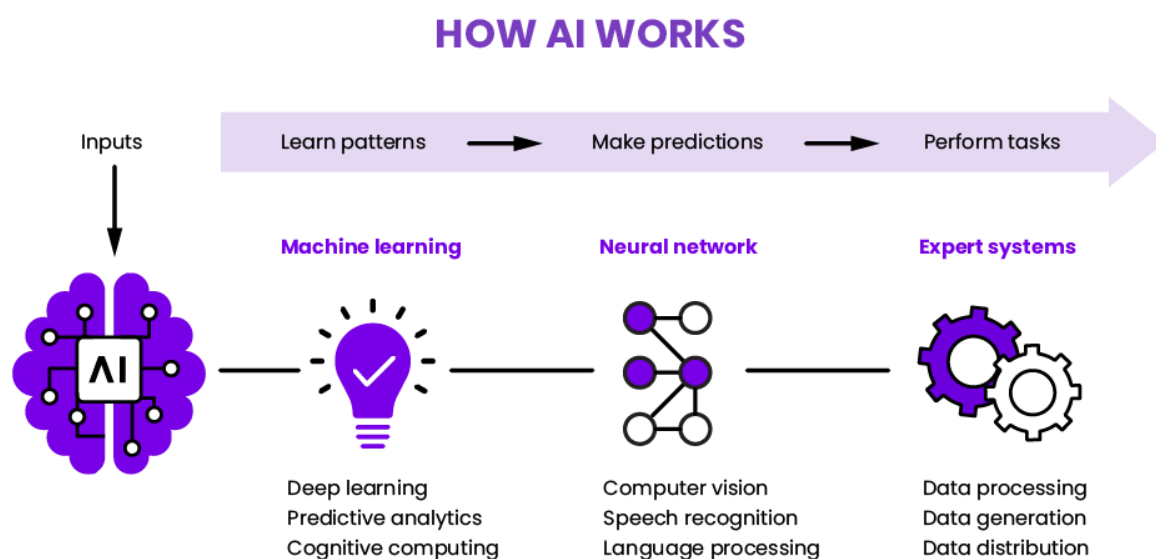 HOW AI WORKS
Inputs
Learn patterns
Make predictions
Perform tasks
Machine learning
Neural network
Expert systems
AI
Deep learning
Predictive analytics
Cognitive computing
Computer vision
Speech recognition
Language processing
Data processing
Data generation
Data distribution